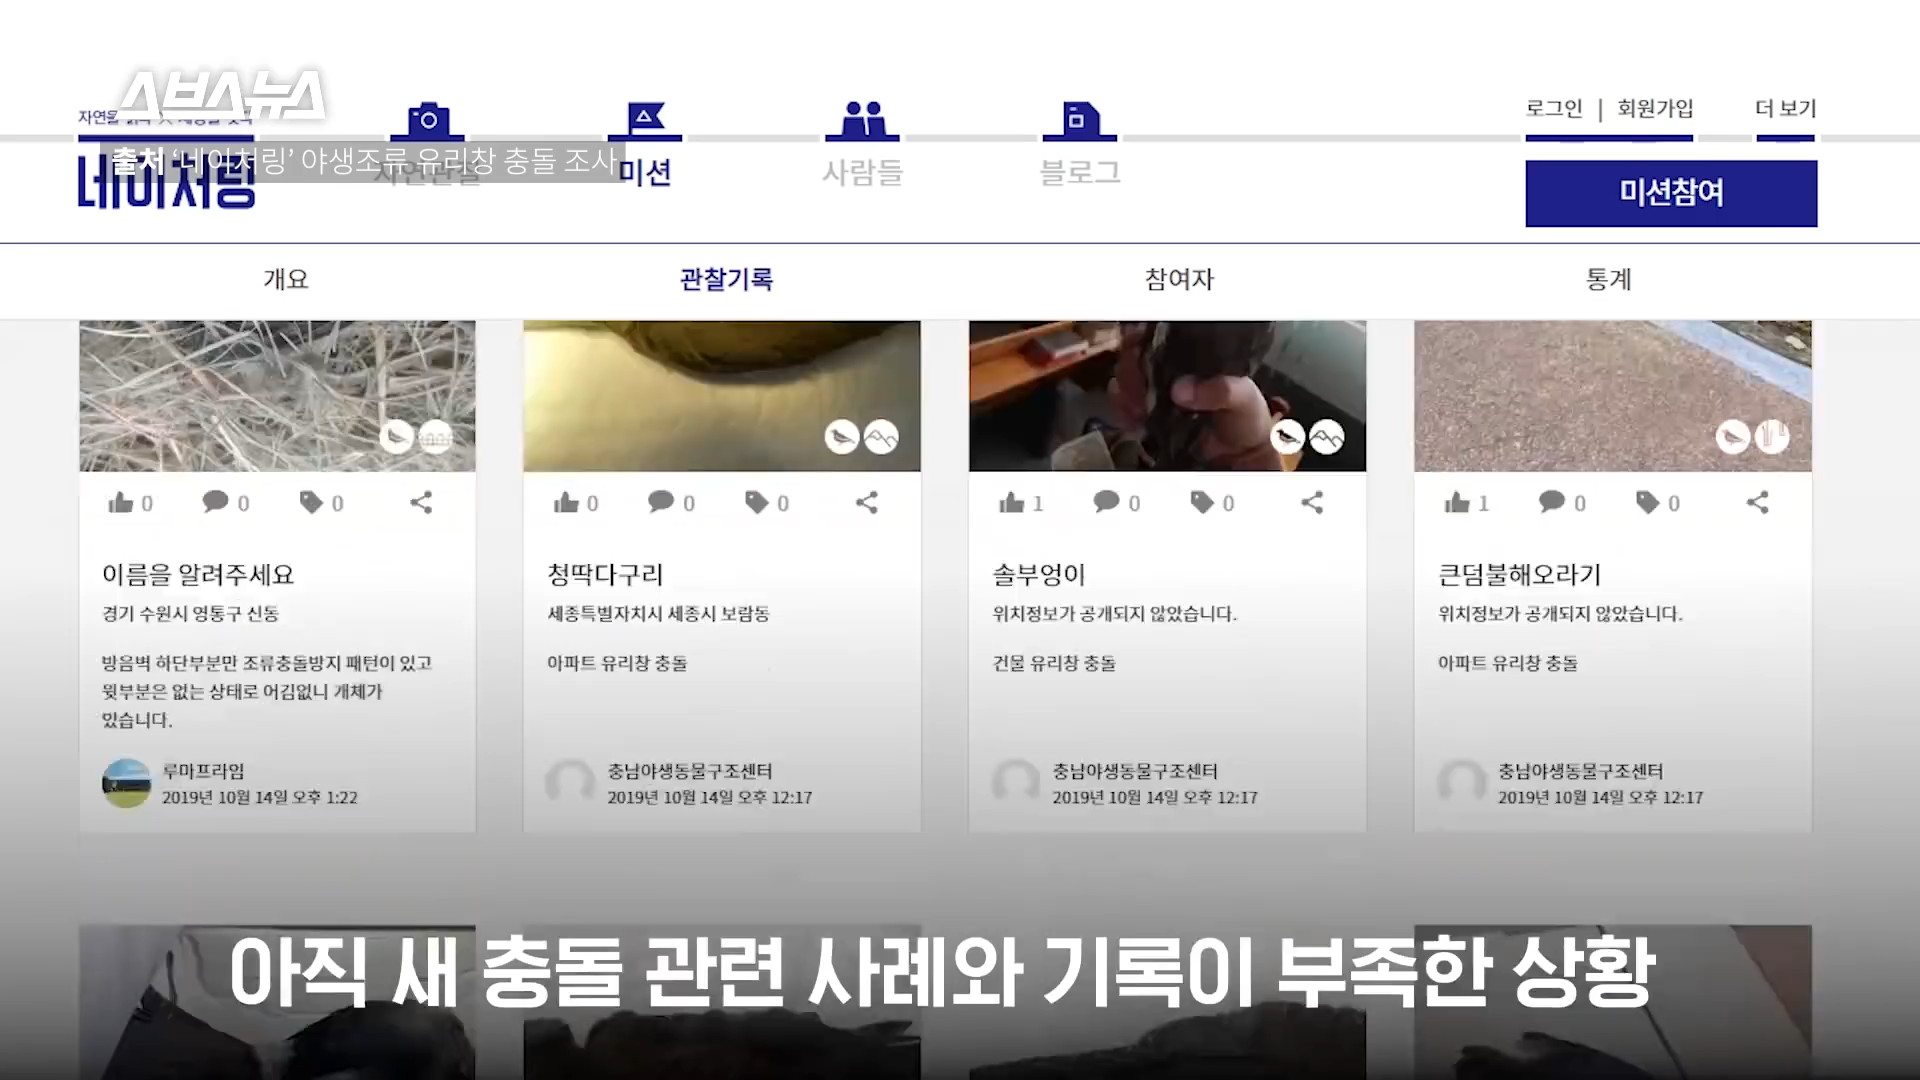 스브스뉴스
출처 ‘네이처링’ 야생조류 유리창 충돌 조사
네이처링
자연관찰
미션
사람들
블로그
로그인 | 회원가입
더 보기
미션참여
개요
관찰기록
참여자
통계
0 0 0
이름을 알려주세요
경기 수원시 영통구 신동
방음벽 하단부분만 조류충돌방지 패턴이 있고
윗부분은 없는 상태로 어김없니 개체가
있습니다.
루마프라임
2019년 10월 14일 오후 1:22
0 0 0
청딱다구리
세종특별자치시 세종시 보람동
아파트 유리창 충돌
충남야생동물구조센터
2019년 10월 14일 오후 12:17
1 0 0
솔부엉이
위치정보가 공개되지 않았습니다.
건물 유리창 충돌
충남야생동물구조센터
2019년 10월 14일 오후 12:17
1 0 0
큰덤불해오라기
위치정보가 공개되지 않았습니다.
아파트 유리창 충돌
충남야생동물구조센터
2019년 10월 14일 오후 12:17
아직 새 충돌 관련 사례와 기록이 부족한 상황